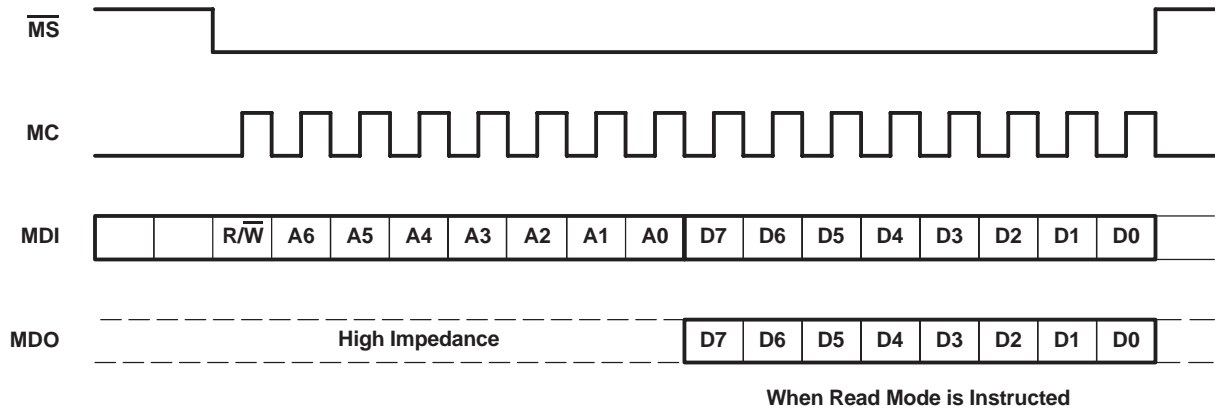 MS
MC
MDI R/W A6 A5 A4 A3 A2 A1 A0 D7 D6 D5 D4 D3 D2 D1 D0
MDO High Impedance D7 D6 D5 D4 D3 D2 D1 D0
When Read Mode is Instructed